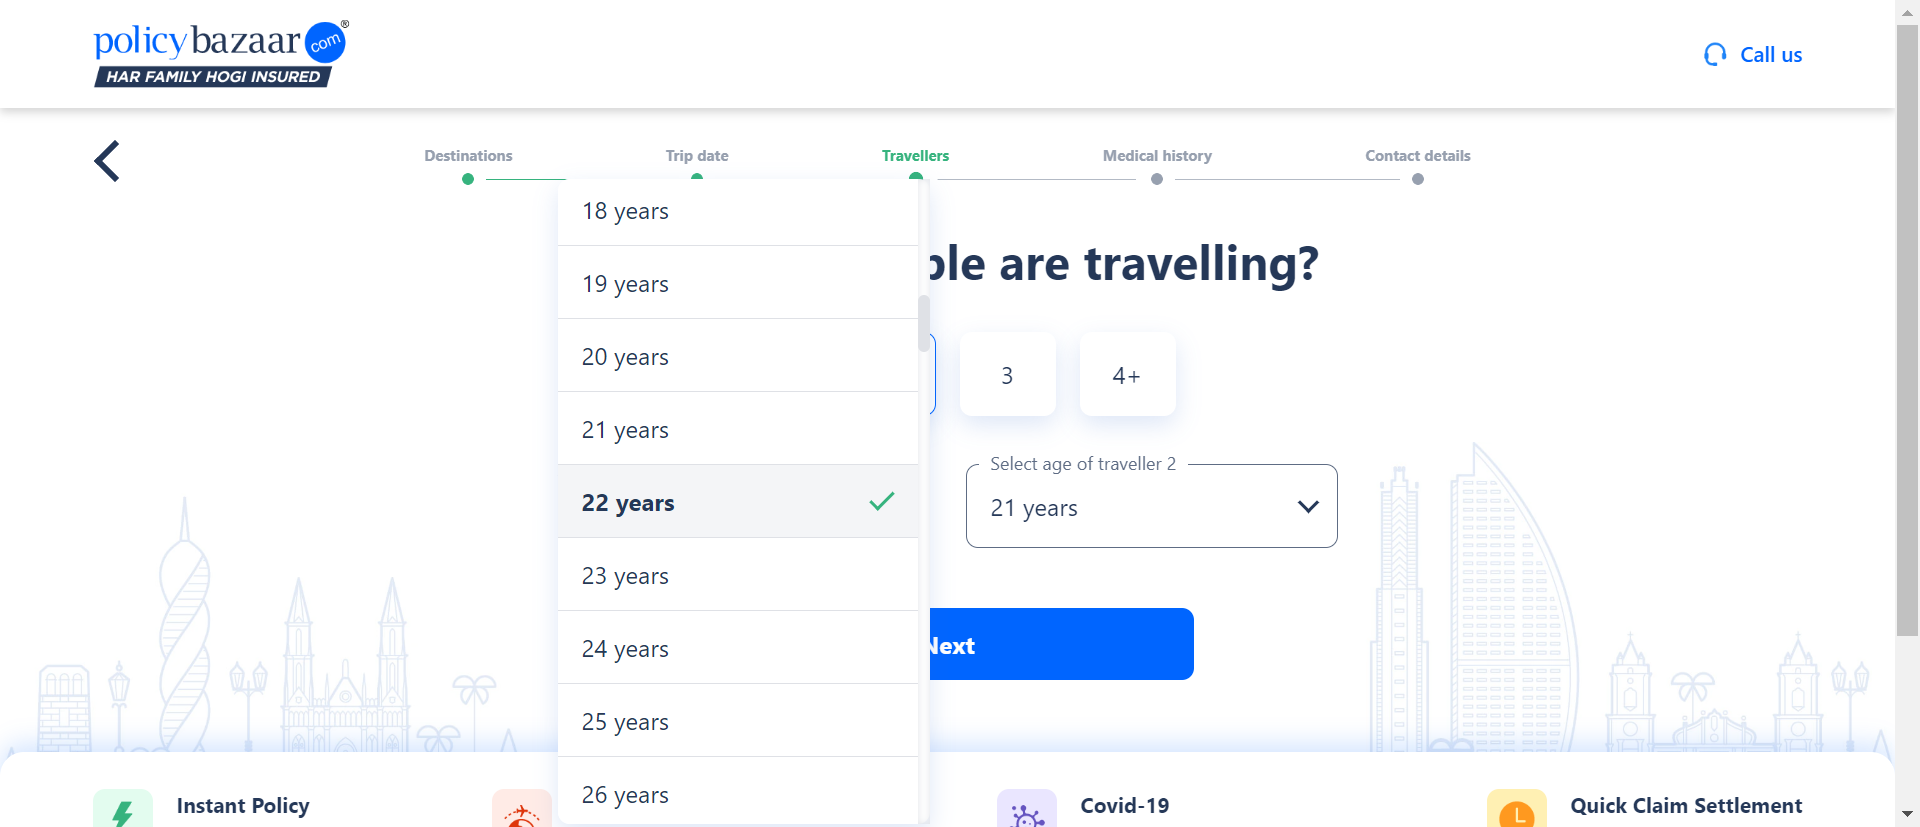 policybazaar com ®
HAR FAMILY HOGI INSURED
Call us
Destinations
Trip date
Travellers
Medical history
Contact details
18 years
19 years
20 years
21 years
22 years
23 years
24 years
25 years
26 years
are travelling?
3
4+
Select age of traveller 2
21 years
Next
Instant Policy
Covid-19
Quick Claim Settlement